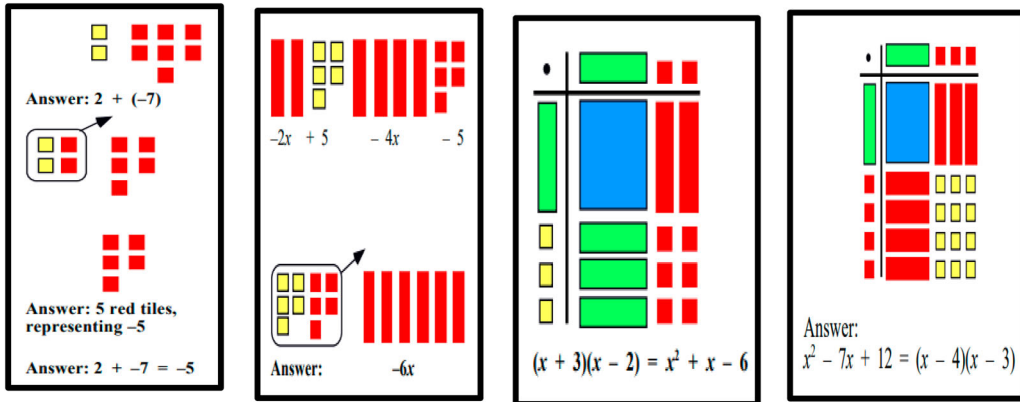 Answer: 2 + (–7)
Answer: 5 red tiles,
representing –5
Answer: 2 + –7 = –5
–2x + 5 – 4x – 5
Answer: –6x
(x + 3)(x – 2) = x² + x – 6
Answer:
x² – 7x + 12 = (x – 4)(x – 3)